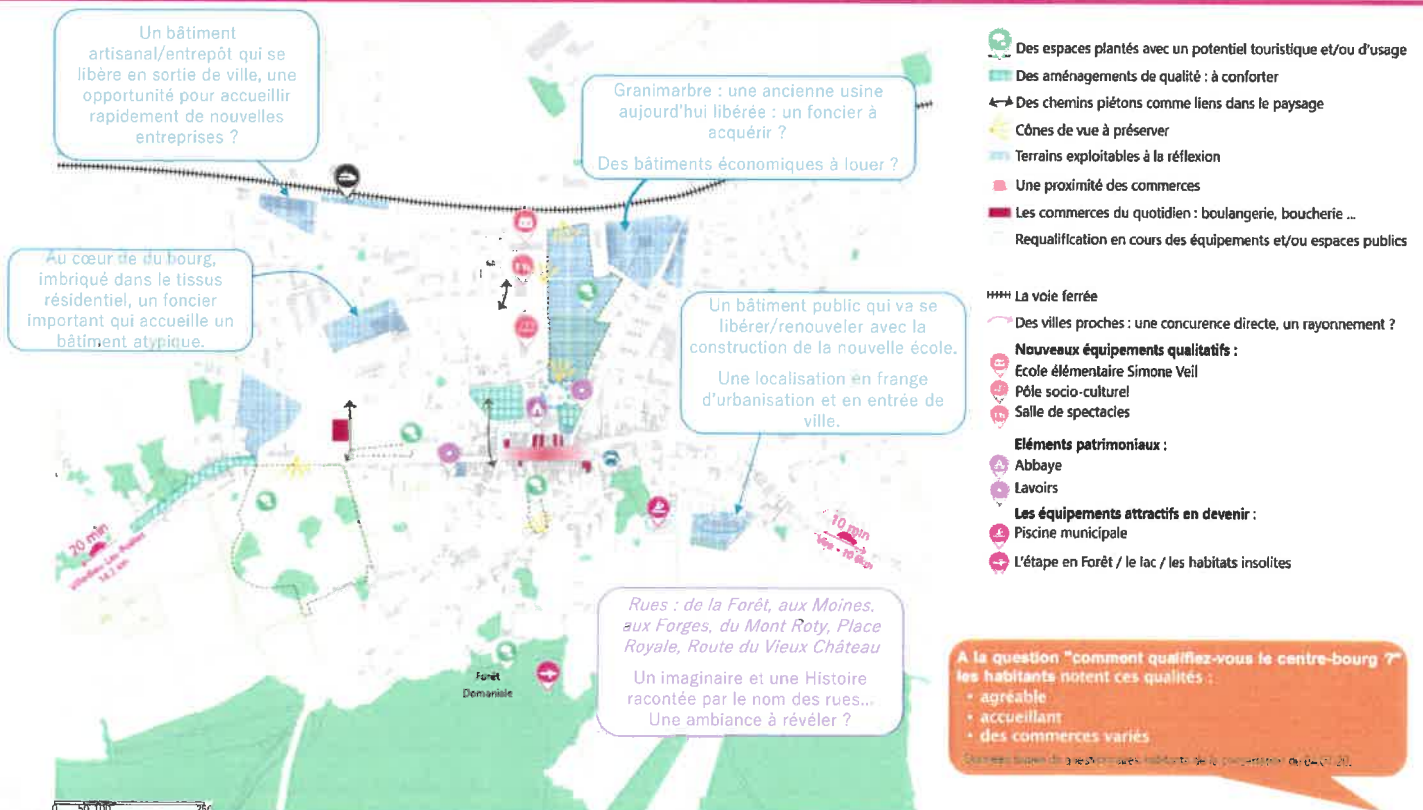 Un bâtiment
artisanal/entrepôt qui se
libère en sortie de ville, une
opportunité pour accueillir
rapidement de nouvelles
entreprises ?
Granimarbre : une ancienne usine
aujourd'hui libérée : un foncier à
acquérir ?
Des bâtiments économiques à louer ?
Au cœur de du bourg,
imbriqué dans le tissus
résidentiel, un foncier
important qui accueille un
bâtiment atypique.
Un bâtiment public qui va se
libérer/renouveler avec la
construction de la nouvelle école.
Une localisation en frange
d'urbanisation et en entrée de
ville.
20 min
Villedieu-Les-Poêles
10 min
Rues : de la Forêt, aux Moines,
aux Forges, du Mont Roty, Place
Royale, Route du Vieux Château
Un imaginaire et une Histoire
racontée par le nom des rues...
Une ambiance à révéler ?
Forêt
Domaniale
0 50 100 250
Des espaces plantés avec un potentiel touristique et/ou d'usage
Des aménagements de qualité : à conforter
Des chemins piétons comme liens dans le paysage
Cônes de vue à préserver
Terrains exploitables à la réflexion
Une proximité des commerces
Les commerces du quotidien : boulangerie, boucherie ...
Requalification en cours des équipements et/ou espaces publics
La voie ferrée
Des villes proches : une concurence directe, un rayonnement ?
Nouveaux équipements qualitatifs :
Ecole élémentaire Simone Veil
Pôle socio-culturel
Salle de spectacles
Eléments patrimoniaux :
Abbaye
Lavoirs
Les équipements attractifs en devenir :
Piscine municipale
L'étape en Forêt / le lac / les habitats insolites
A la question "comment qualifiez-vous le centre-bourg ?"
les habitants notent ces qualités :
• agréable
• accueillant
• des commerces variés